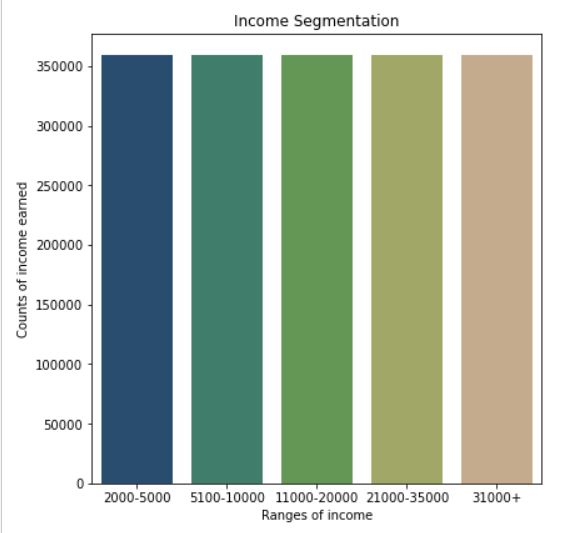 Income Segmentation
Counts of income earned
350000
300000
250000
200000
150000
100000
50000
0
2000-5000 5100-10000 11000-20000 21000-35000 31000+
Ranges of income